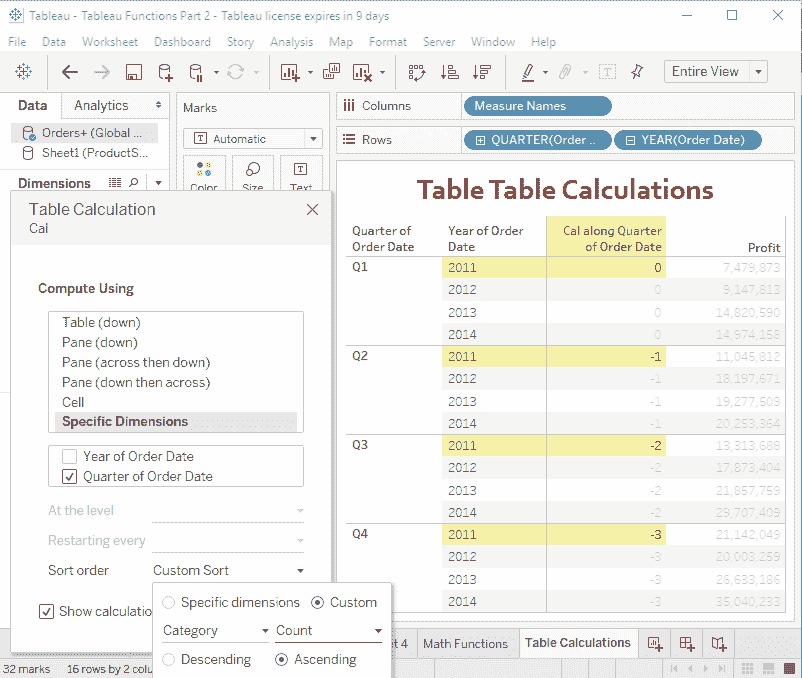 Tableau - Tableau Functions Part 2 - Tableau license expires in 9 days
File Data Worksheet Dashboard Story Analysis Map Format Server Window Help
Entire View
Data Analytics
Orders+ (Global ...
Sheet1 (ProductS...
Dimensions
Marks
Automatic
Color Size Text
Columns Measure Names
Rows QUARTER(Order .. YEAR(Order Date)
Table Calculation
Cal
Compute Using
Table (down)
Pane (down)
Pane (across then down)
Pane (down then across)
Cell
Specific Dimensions
Year of Order Date
Quarter of Order Date
At the level
Restarting every
Sort order Custom Sort
Show calculatio
Specific dimensions Custom
Category Count
Descending Ascending
Table Table Calculations
Quarter of Year of Order Cal along Quarter
Order Date Date of Order Date Profit
Q1 2011 0 7,479,873
2012 0 9,147,813
2013 0 14,820,590
2014 0 14,974,158
Q2 2011 -1 11,045,812
2012 -1 18,197,671
2013 -1 19,277,509
2014 -1 20,253,364
Q3 2011 -2 13,313,688
2012 -2 17,873,404
2013 -2 21,857,759
2014 -2 29,707,409
Q4 2011 -3 21,142,049
2012 -3 20,003,259
2013 -3 26,633,186
2014 -3 35,040,233
t 4 Math Functions Table Calculations
32 marks 16 rows by 2 colu